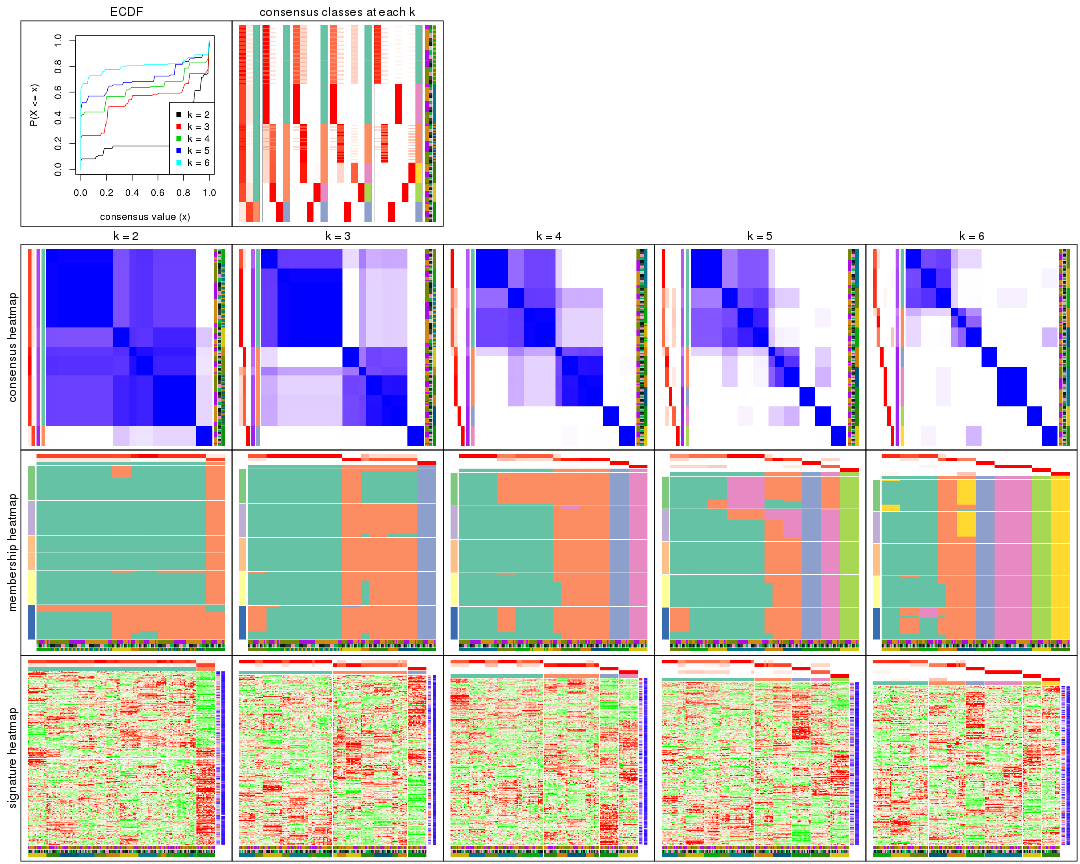 ECDF
consensus classes at each k
P(X <= x)
0.0 0.2 0.4 0.6 0.8 1.0
k = 2
k = 3
k = 4
k = 5
k = 6
0.0 0.2 0.4 0.6 0.8 1.0
consensus value (x)
k = 2
k = 3
k = 4
k = 5
k = 6
consensus heatmap
membership heatmap
signature heatmap